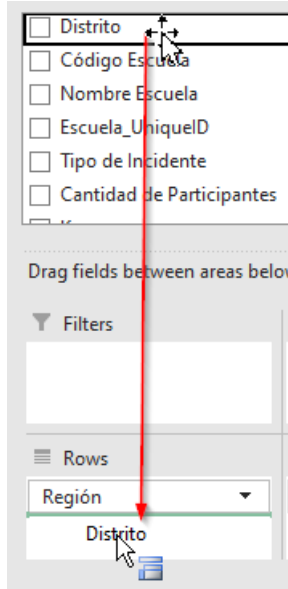 Distrito
Código Escuela
Nombre Escuela
Escuela_UniqueID
Tipo de Incidente
Cantidad de Participantes
Drag fields between areas belo
Filters
Rows
Región
Distrito